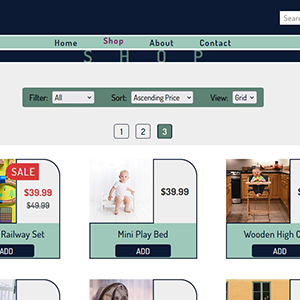 Sear
Home Shop About Contact
SHOP
Filter: All Sort: Ascending Price View: Grid
1 2 3
SALE
$39.99
$49.99
$39.99
Railway Set Mini Play Bed Wooden High C
ADD ADD ADD